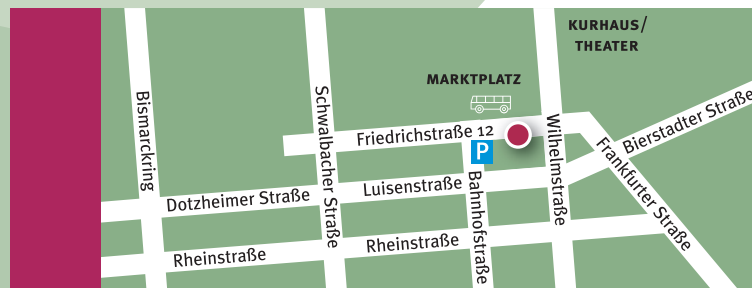 KURHAUS/
THEATER
MARKTPLATZ
Bismarckring
Schwalbacher Straße
Friedrichstraße 12
P
Wilhelmstraße
Bierstadter Straße
Frankfurter Straße
Dotzheimer Straße
Luisenstraße
Bahnhofstraße
Rheinstraße
Rheinstraße